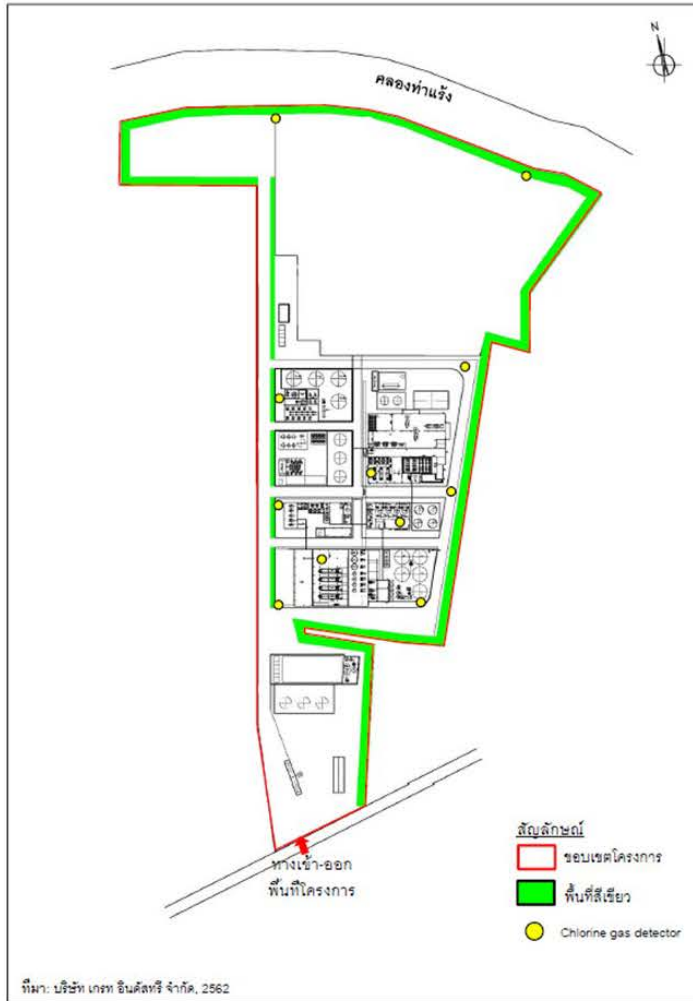 N
คลองท่าแร้ง
ทางเข้า-ออก
พื้นที่โครงการ
สัญลักษณ์
ขอบเขตโครงการ
พื้นที่สีเขียว
Chlorine gas detector
ที่มา: บริษัท เกรท อินดัสทรี จำกัด, 2562